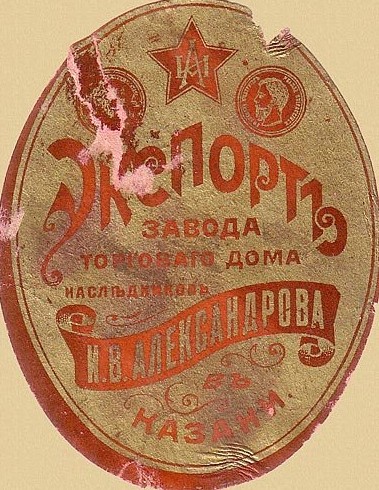 ЭКСПОРТЪ
ЗАВОДА
ТОРГОВАГО ДОМА
НАСЛѢДНИКОВЪ
И.В. АЛЕКСАНДРОВА
ВЪ
КАЗАНИ.